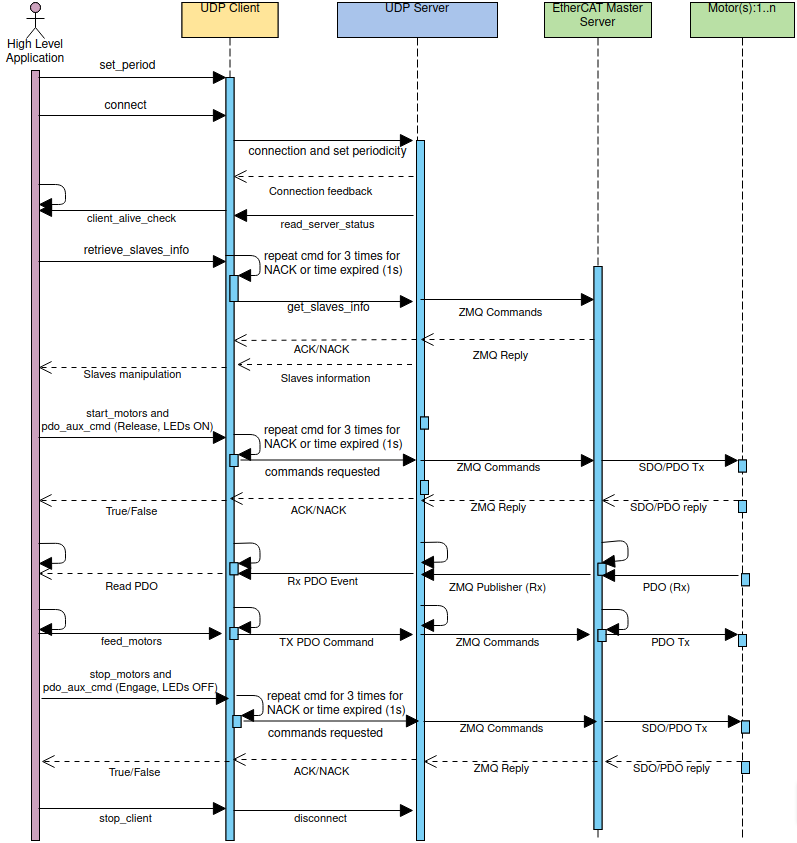 UDP Client
UDP Server
EtherCAT Master
Server
Motor(s):1..n
High Level
Application
set_period
connect
connection and set periodicity
Connection feedback
client_alive_check
read_server_status
retrieve_slaves_info
repeat cmd for 3 times for
NACK or time expired (1s)
get_slaves_info
ZMQ Commands
ACK/NACK
ZMQ Reply
Slaves manipulation
Slaves information
start_motors and
pdo_aux_cmd (Release, LEDs ON)
repeat cmd for 3 times for
NACK or time expired (1s)
commands requested
ZMQ Commands
SDO/PDO Tx
True/False
ACK/NACK
ZMQ Reply
SDO/PDO reply
Read PDO
Rx PDO Event
ZMQ Publisher (Rx)
PDO (Rx)
feed_motors
TX PDO Command
ZMQ Commands
PDO Tx
stop_motors and
pdo_aux_cmd (Engage, LEDs OFF)
repeat cmd for 3 times for
NACK or time expired (1s)
commands requested
ZMQ Commands
SDO/PDO Tx
True/False
ACK/NACK
ZMQ Reply
SDO/PDO reply
stop_client
disconnect